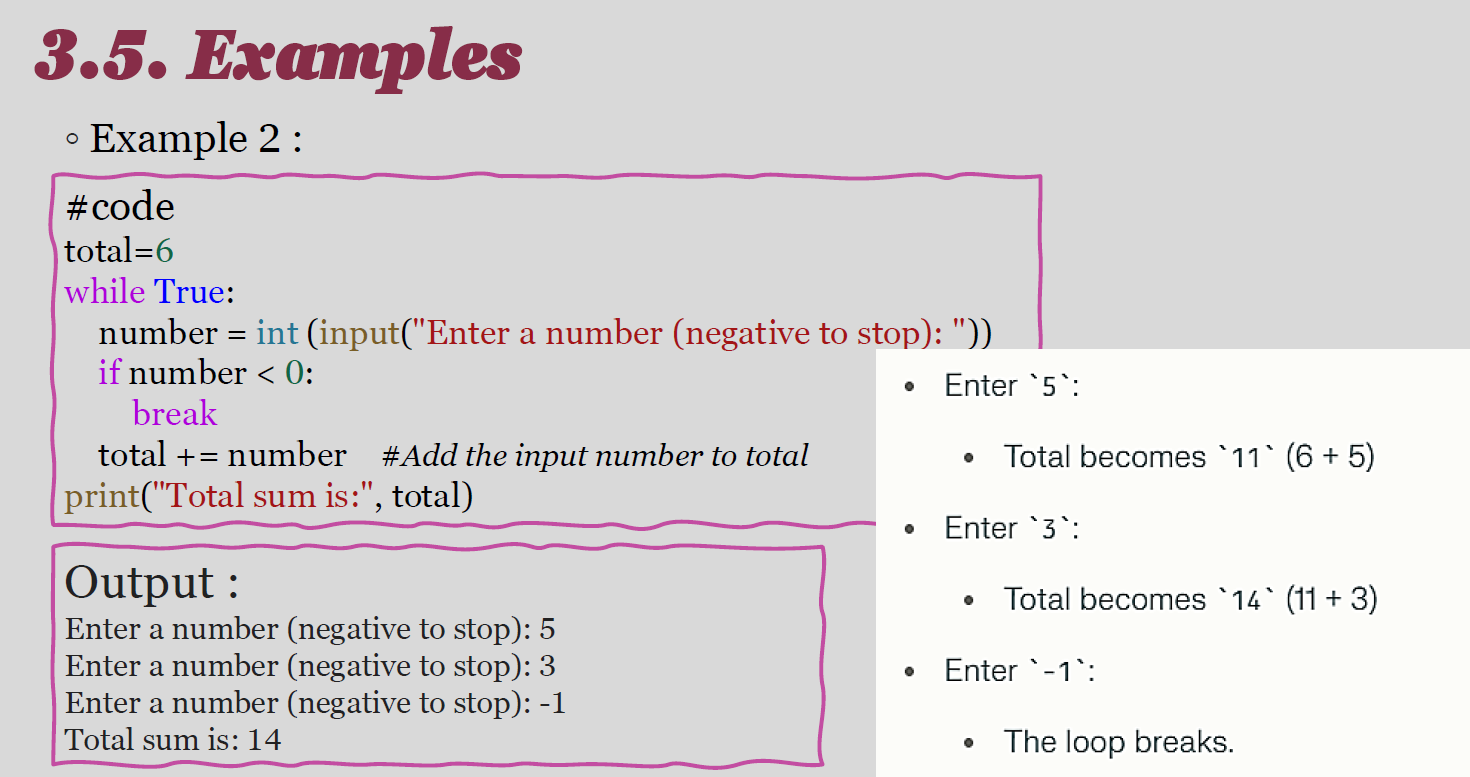 3.5. Examples
◦ Example 2 :
#code
total=6
while True:
    number = int (input("Enter a number (negative to stop): "))
    if number < 0:
        break
    total += number    #Add the input number to total
print("Total sum is:", total)
Output :
Enter a number (negative to stop): 5
Enter a number (negative to stop): 3
Enter a number (negative to stop): -1
Total sum is: 14
• Enter `5`:
• Total becomes `11` (6 + 5)
• Enter `3`:
• Total becomes `14` (11 + 3)
• Enter `-1`:
• The loop breaks.